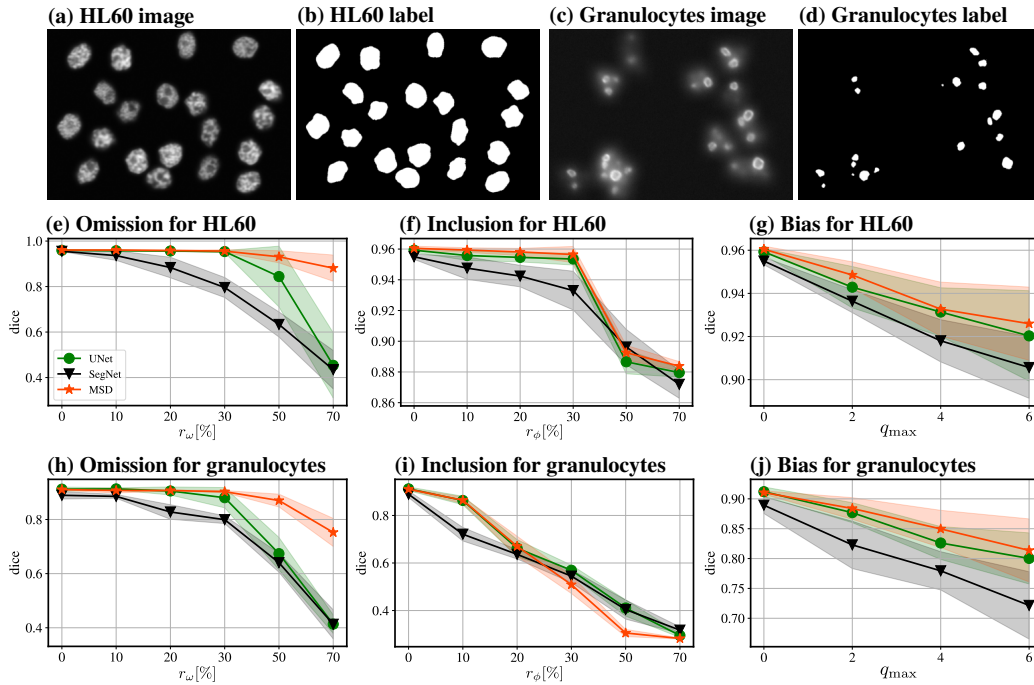 (a) HL60 image
(b) HL60 label
(c) Granulocytes image
(d) Granulocytes label
(e) Omission for HL60
(f) Inclusion for HL60
(g) Bias for HL60
dice
1.0
0.8
0.6
0.4
UNet
SegNet
MSD
0 10 20 30 50 70
r_ω[%]
dice
0.96
0.94
0.92
0.90
0.88
0.86
0 10 20 30 50 70
r_ϕ[%]
dice
0.96
0.94
0.92
0.90
0 2 4 6
q_max
(h) Omission for granulocytes
(i) Inclusion for granulocytes
(j) Bias for granulocytes
dice
0.8
0.6
0.4
0 10 20 30 50 70
r_ω[%]
dice
0.8
0.6
0.4
0 10 20 30 50 70
r_ϕ[%]
dice
0.90
0.85
0.80
0.75
0.70
0 2 4 6
q_max